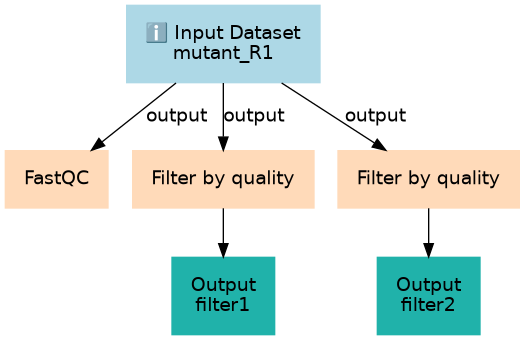 ℹ️ Input Dataset
mutant_R1
output
output
output
FastQC
Filter by quality
Filter by quality
Output
filter1
Output
filter2